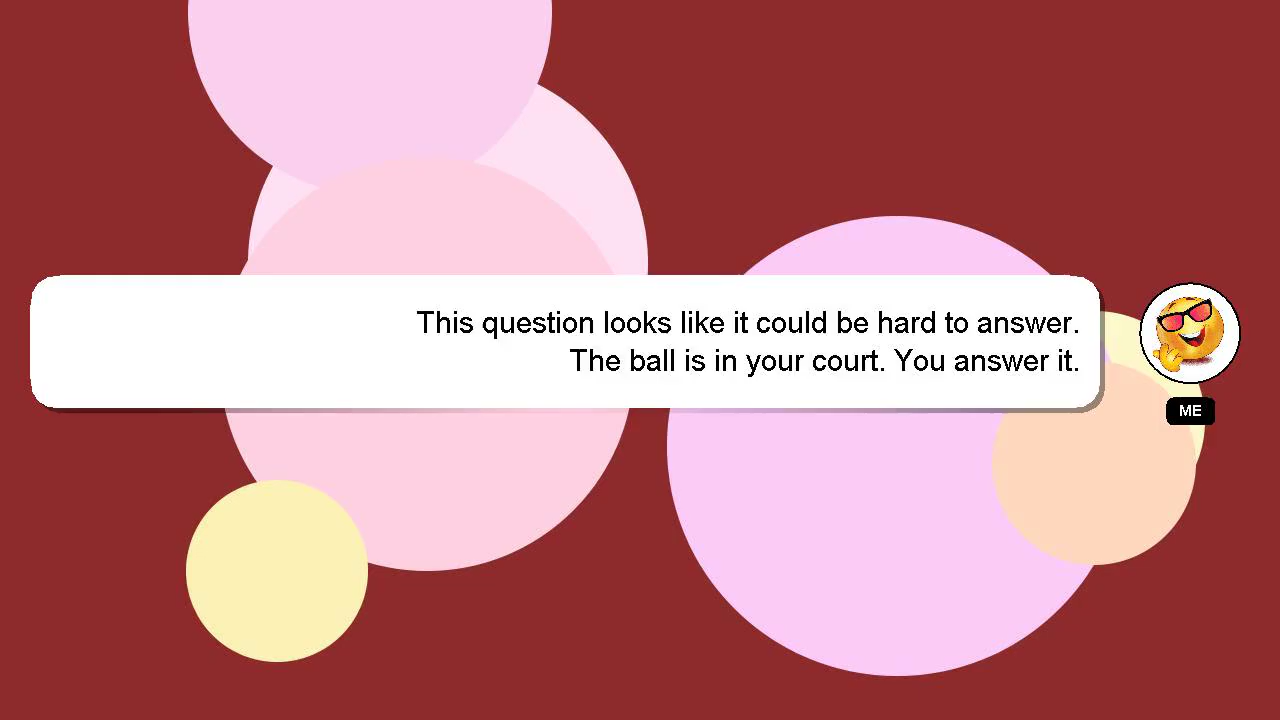 This question looks like it could be hard to answer.
The ball is in your court. You answer it.
ME